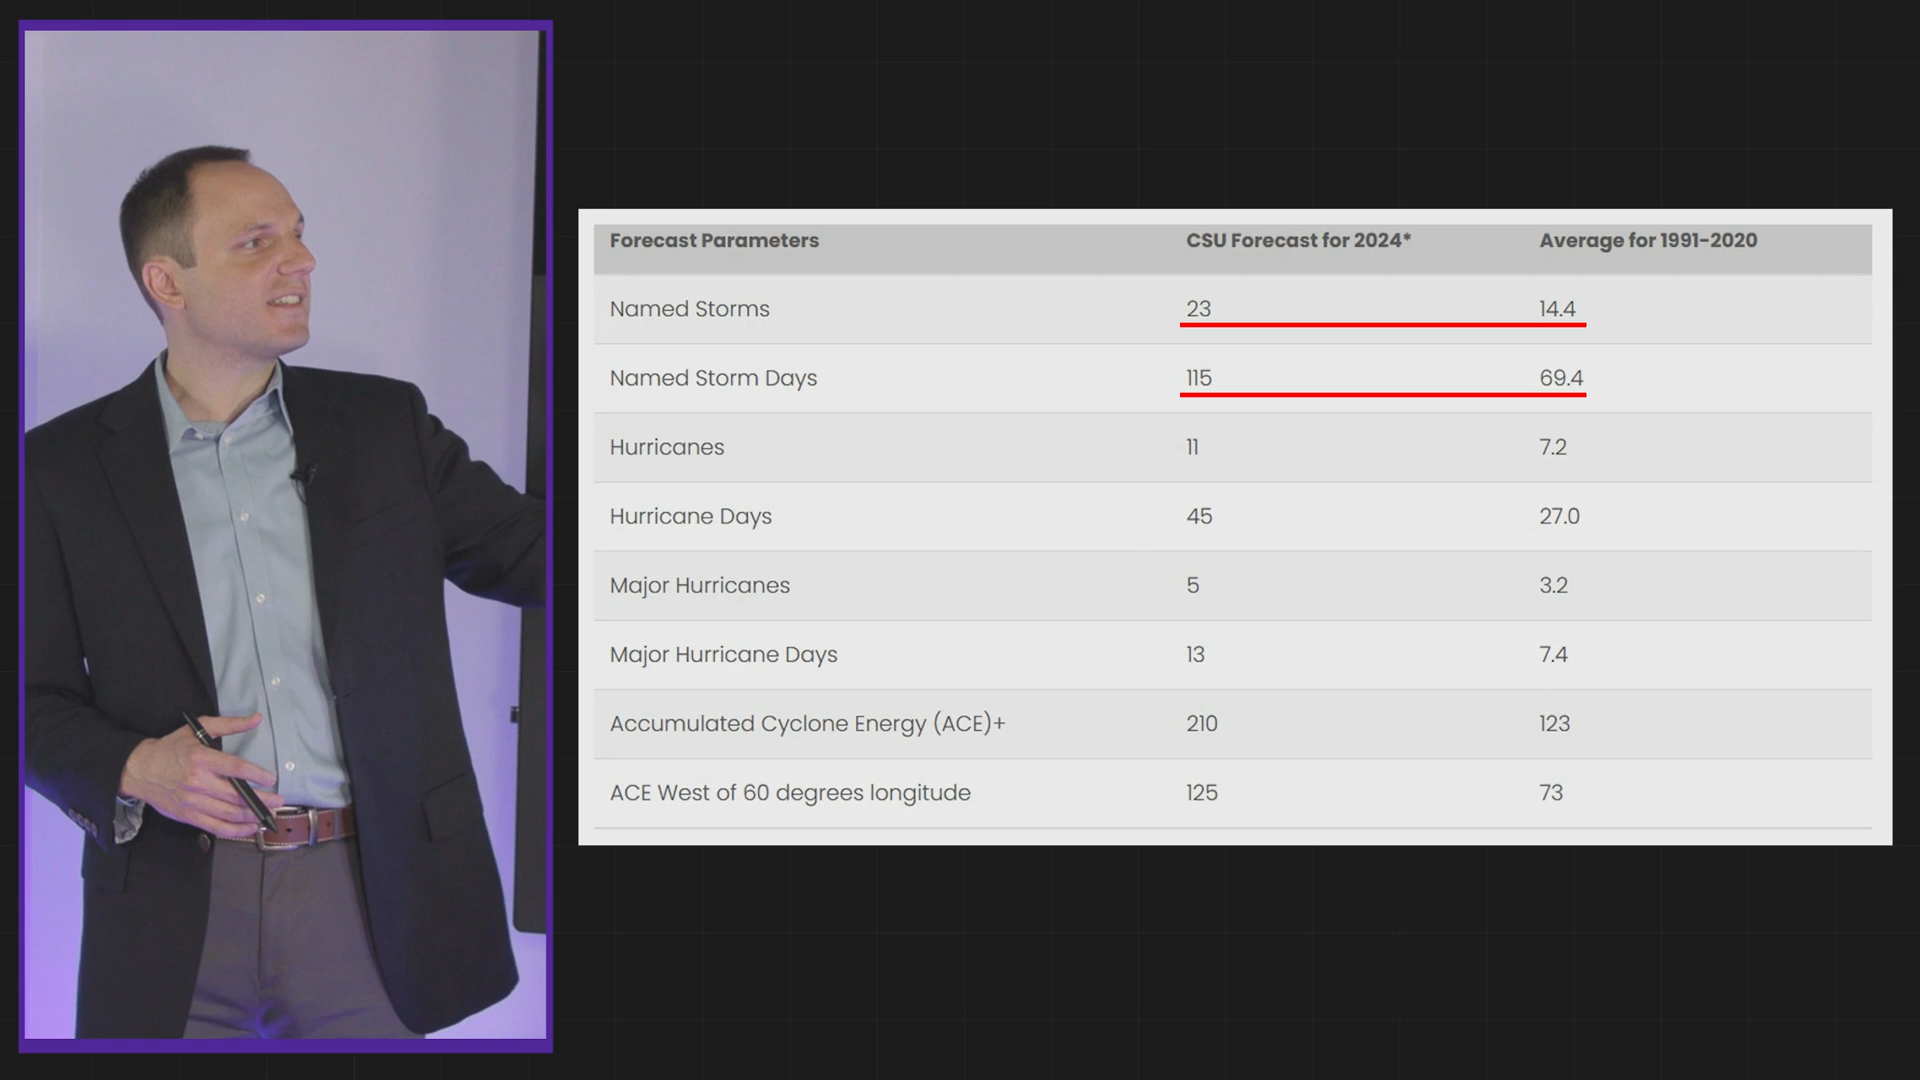 Forecast Parameters CSU Forecast for 2024* Average for 1991-2020
Named Storms 23 14.4
Named Storm Days 115 69.4
Hurricanes 11 7.2
Hurricane Days 45 27.0
Major Hurricanes 5 3.2
Major Hurricane Days 13 7.4
Accumulated Cyclone Energy (ACE)+ 210 123
ACE West of 60 degrees longitude 125 73